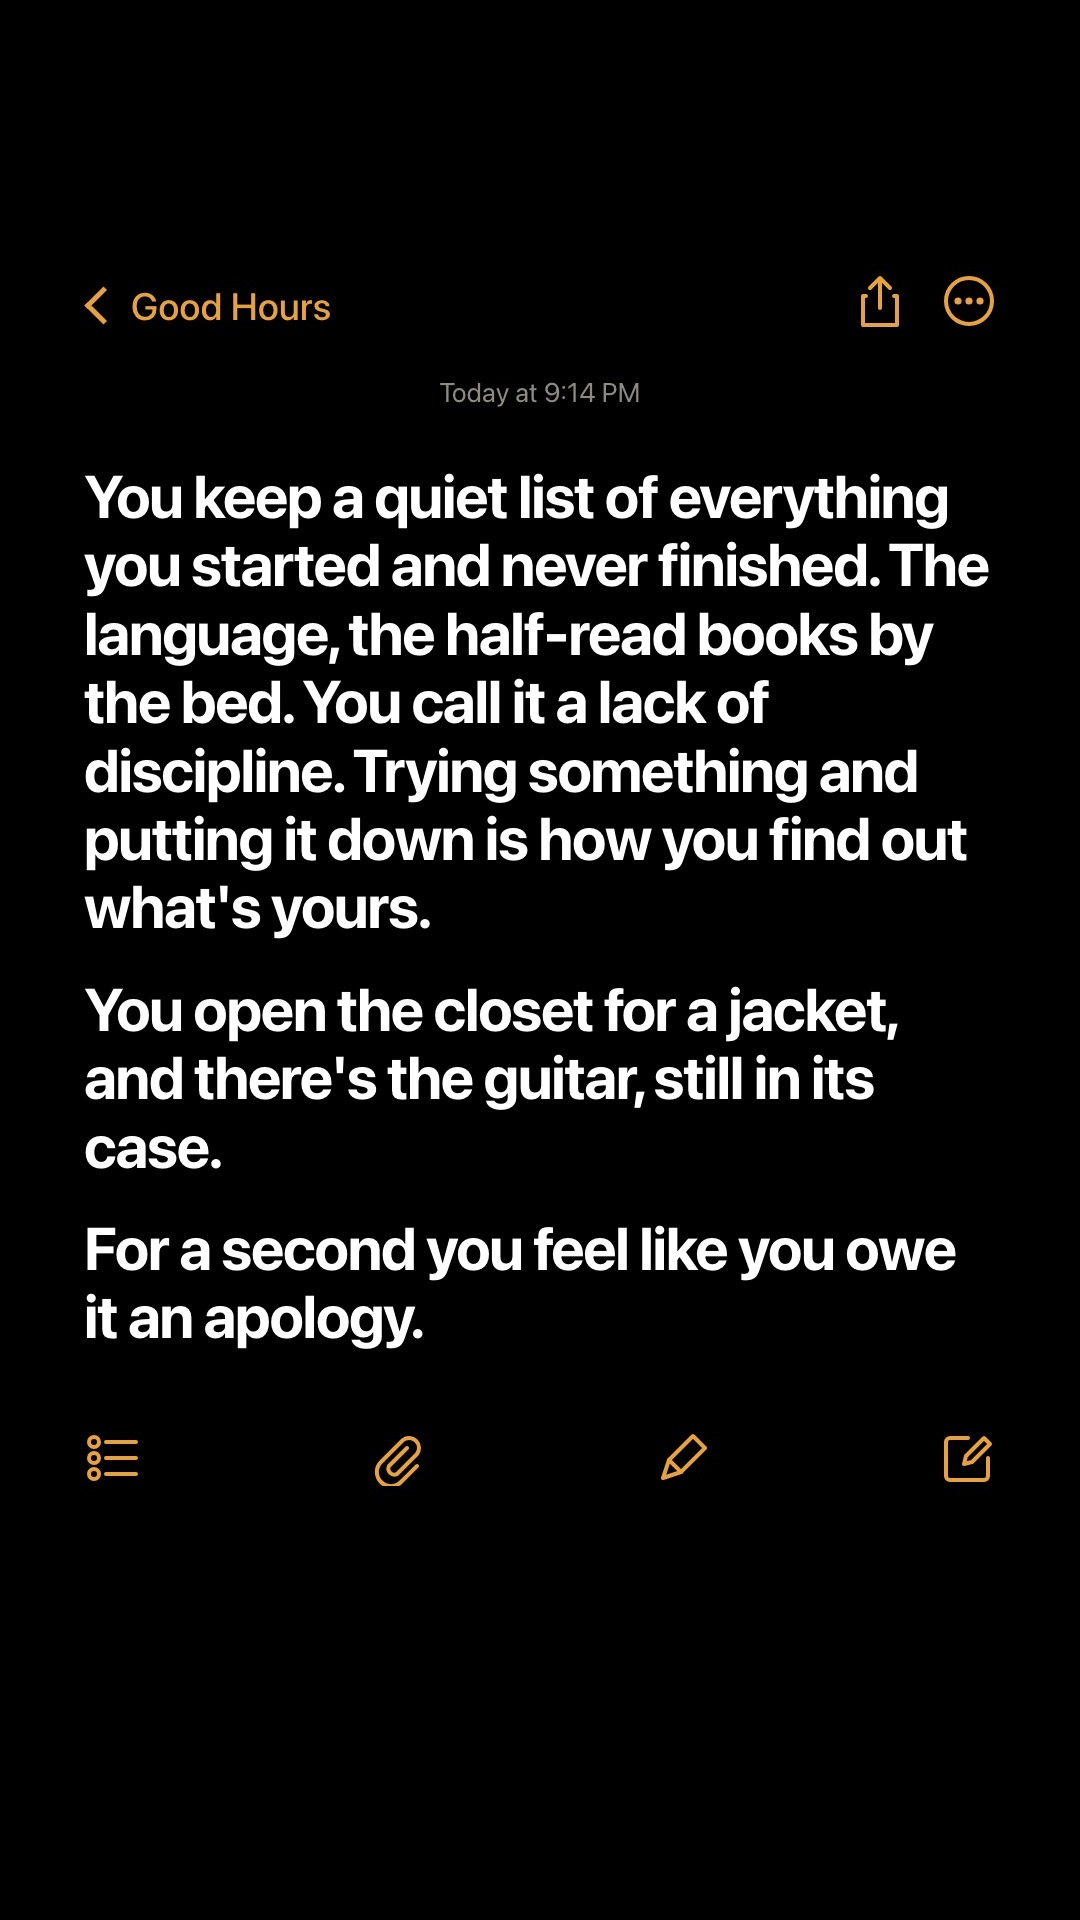 Good Hours
Today at 9:14 PM
You keep a quiet list of everything
you started and never finished. The
language, the half-read books by
the bed. You call it a lack of
discipline. Trying something and
putting it down is how you find out
what's yours.
You open the closet for a jacket,
and there's the guitar, still in its
case.
For a second you feel like you owe
it an apology.